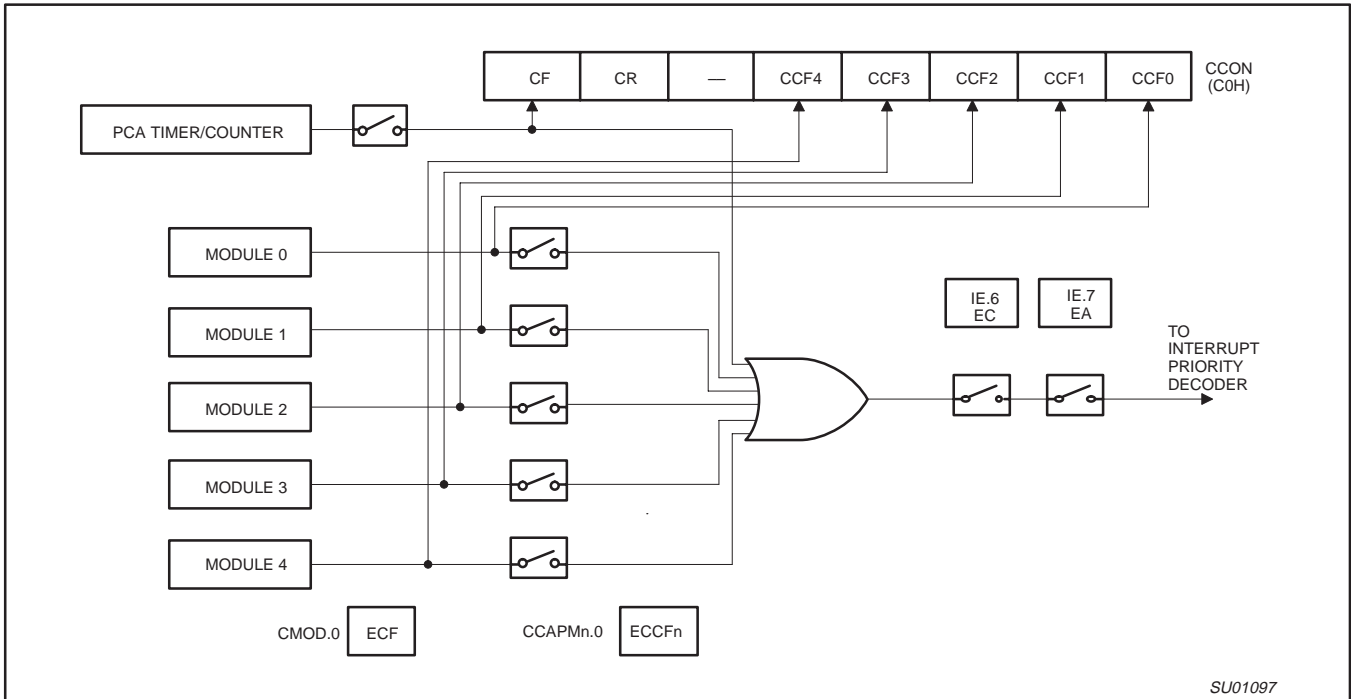 CF CR — CCF4 CCF3 CCF2 CCF1 CCF0
CCON
(C0H)
PCA TIMER/COUNTER
MODULE 0
MODULE 1
MODULE 2
MODULE 3
MODULE 4
IE.6
EC
IE.7
EA
TO
INTERRUPT
PRIORITY
DECODER
CMOD.0 ECF
CCAPMn.0 ECCFn
SU01097